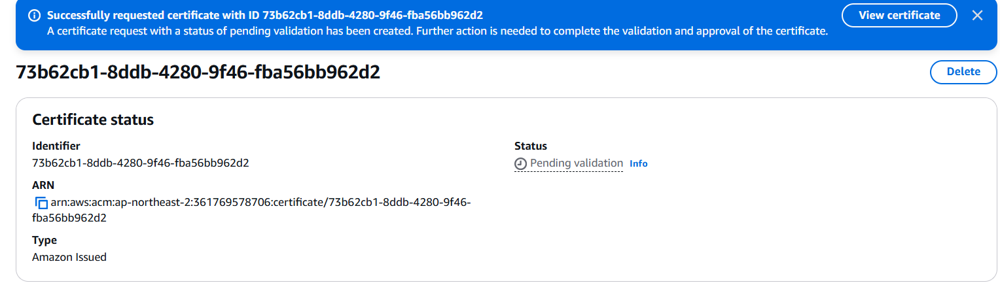 Successfully requested certificate with ID 73b62cb1-8ddb-4280-9f46-fba56bb962d2
View certificate
A certificate request with a status of pending validation has been created. Further action is needed to complete the validation and approval of the certificate.
73b62cb1-8ddb-4280-9f46-fba56bb962d2
Delete
Certificate status
Identifier
73b62cb1-8ddb-4280-9f46-fba56bb962d2
ARN
arn:aws:acm:ap-northeast-2:361769578706:certificate/73b62cb1-8ddb-4280-9f46-
fba56bb962d2
Type
Amazon Issued
Status
Pending validation Info